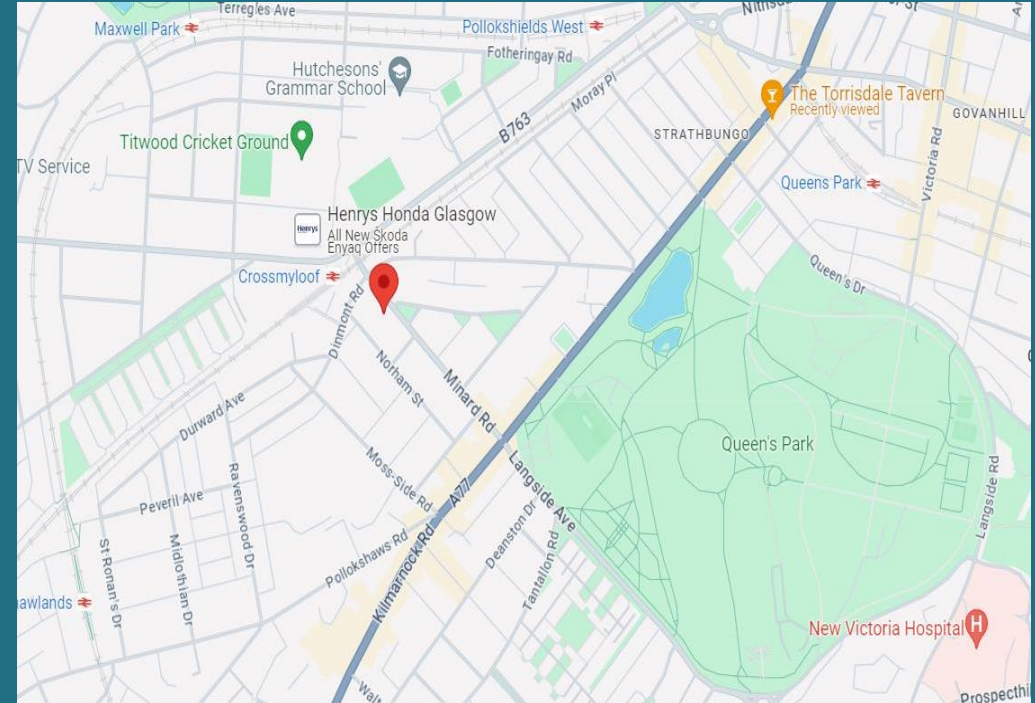 Terregles Ave
Maxwell Park
Pollokshields West
Fotheringay Rd
Hutchesons'
Grammar School
Moray Pl
B763
The Torrisdale Tavern
Recently viewed
GOVANHILL
STRATHBUNGO
Titwood Cricket Ground
TV Service
Victoria Rd
Queens Park
Henrys
Henrys Honda Glasgow
All New Škoda
Enyaq Offers
Crossmyloof
Queen's Dr
Dinmont Rd
Notham St
Minard Rd
Durward Ave
Queen's Park
Moss-Side Rd
A77
Langside Ave
Langside Rd
Ravenswood Dr
Peveril Ave
Deanston Dr
Pollokshaws Rd
Kilmarnock Rd
Tantallon Rd
St Ronan's Dr
Midlothian Dr
awlands
New Victoria Hospital
H
Prospecthi